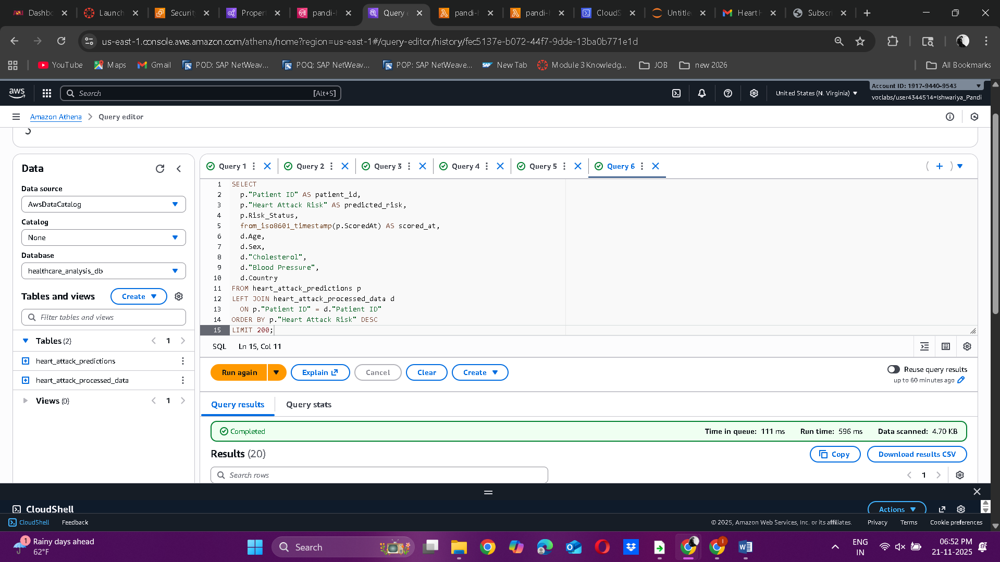 Dashbo
Launch
Securit
Propert
pandi-h
Query e
pandi-h
pandi-h
CloudS
Untitle
Heart H
Subscri
us-east-1.console.aws.amazon.com/athena/home?region=us-east-1#/query-editor/history/fec5137e-b072-44f7-9dde-13ba0b771e1d
YouTube
Maps
Gmail
POD: SAP NetWeav...
POQ: SAP NetWeav...
POP: SAP NetWeave...
New Tab
Module 3 Knowledg...
JOB
new 2026
All Bookmarks
aws
Search [Alt+S]
United States (N. Virginia)
Account ID: 1917-9440-9543
voclabs/user4344514=Ishwariya_Pandi
Amazon Athena
Query editor
Data
Data source
AwsDataCatalog
Catalog
None
Database
healthcare_analysis_db
Tables and views
Create
Filter tables and views
Tables (2) 1
heart_attack_predictions
heart_attack_processed_data
Views (0) 1
Query 1
Query 2
Query 3
Query 4
Query 5
Query 6
1 SELECT
2 p."Patient ID" AS patient_id,
3 p."Heart Attack Risk" AS predicted_risk,
4 p.Risk_Status,
5 from_iso8601_timestamp(p.ScoredAt) AS scored_at,
6 d.Age,
7 d.Sex,
8 d."Cholesterol",
9 d."Blood Pressure",
10 d.Country
11 FROM heart_attack_predictions p
12 LEFT JOIN heart_attack_processed_data d
13 ON p."Patient ID" = d."Patient ID"
14 ORDER BY p."Heart Attack Risk" DESC
15 LIMIT 200;
SQL Ln 15, Col 11
Run again
Explain
Cancel
Clear
Create
Reuse query results
up to 60 minutes ago
Query results
Query stats
Completed
Time in queue: 111 ms
Run time: 596 ms
Data scanned: 4.70 KB
Results (20)
Copy
Download results CSV
Search rows
1
CloudShell
Actions
CloudShell
Feedback
© 2025, Amazon Web Services, Inc. or its affiliates.
Privacy
Terms
Cookie preferences
1
Rainy days ahead
62°F
Search
ENG
IN
06:52 PM
21-11-2025